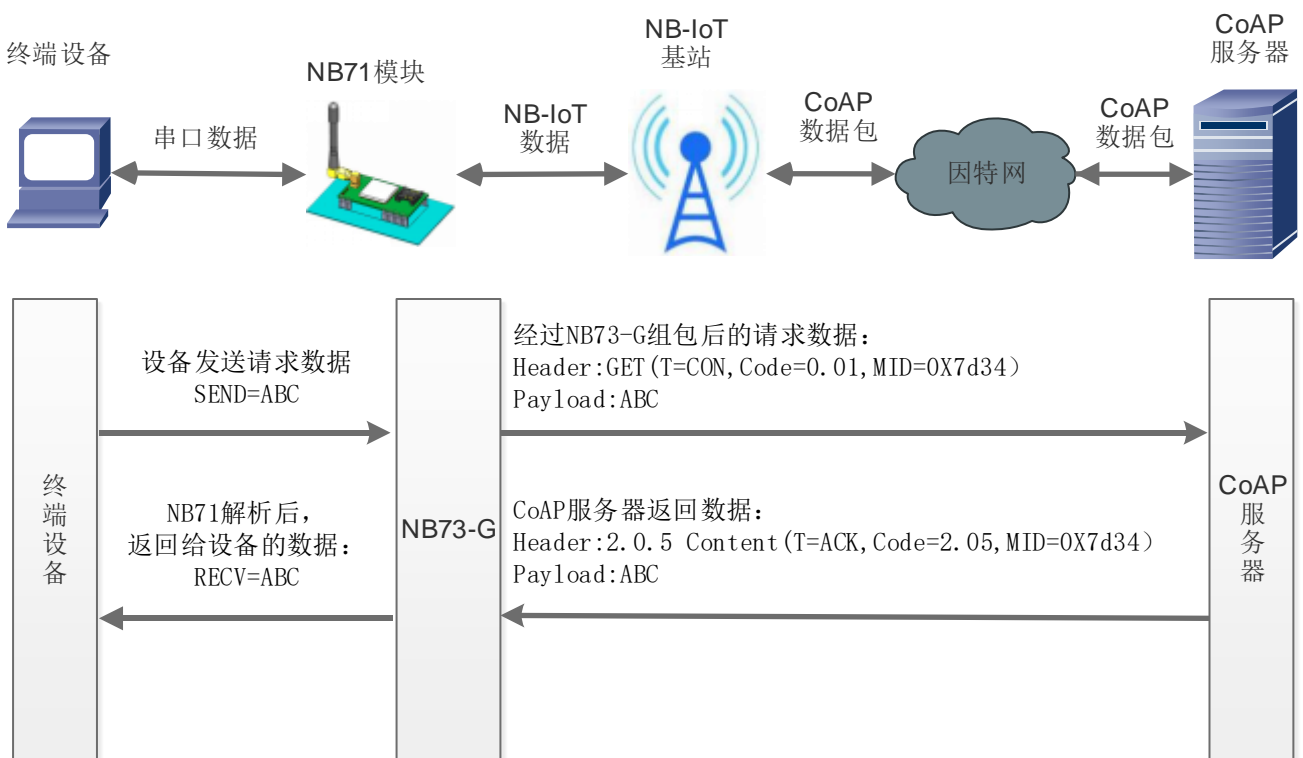 终端设备
NB71模块
NB-IoT
基站
CoAP
服务器
串口数据
NB-IoT
数据
CoAP
数据包
因特网
CoAP
数据包
设备发送请求数据
SEND=ABC
经过NB73-G组包后的请求数据：
Header:GET(T=CON,Code=0.01,MID=0X7d34）
Payload:ABC
终端设备
NB71解析后，
返回给设备的数据：
RECV=ABC
NB73-G
CoAP服务器返回数据：
Header:2.0.5 Content(T=ACK,Code=2.05,MID=0X7d34）
Payload:ABC
CoAP
服务器